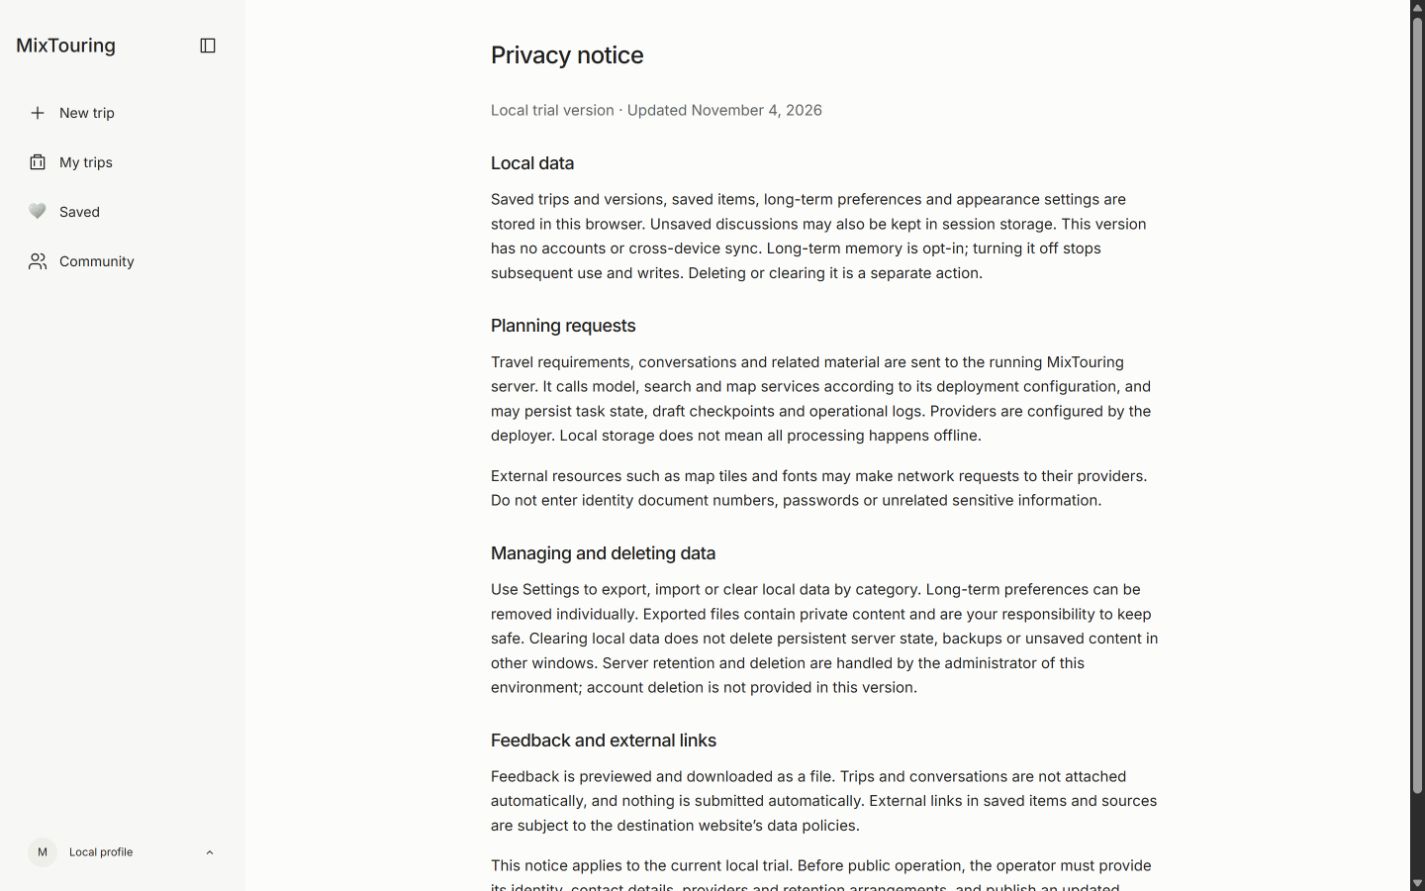 MixTouring
New trip
My trips
Saved
Community
M
Local profile
Privacy notice
Local trial version · Updated November 4, 2026
Local data
Saved trips and versions, saved items, long-term preferences and appearance settings are
stored in this browser. Unsaved discussions may also be kept in session storage. This version
has no accounts or cross-device sync. Long-term memory is opt-in; turning it off stops
subsequent use and writes. Deleting or clearing it is a separate action.
Planning requests
Travel requirements, conversations and related material are sent to the running MixTouring
server. It calls model, search and map services according to its deployment configuration, and
may persist task state, draft checkpoints and operational logs. Providers are configured by the
deployer. Local storage does not mean all processing happens offline.
External resources such as map tiles and fonts may make network requests to their providers.
Do not enter identity document numbers, passwords or unrelated sensitive information.
Managing and deleting data
Use Settings to export, import or clear local data by category. Long-term preferences can be
removed individually. Exported files contain private content and are your responsibility to keep
safe. Clearing local data does not delete persistent server state, backups or unsaved content in
other windows. Server retention and deletion are handled by the administrator of this
environment; account deletion is not provided in this version.
Feedback and external links
Feedback is previewed and downloaded as a file. Trips and conversations are not attached
automatically, and nothing is submitted automatically. External links in saved items and sources
are subject to the destination website’s data policies.
This notice applies to the current local trial. Before public operation, the operator must provide
its identity, contact details, providers and retention arrangements, and publish an updated